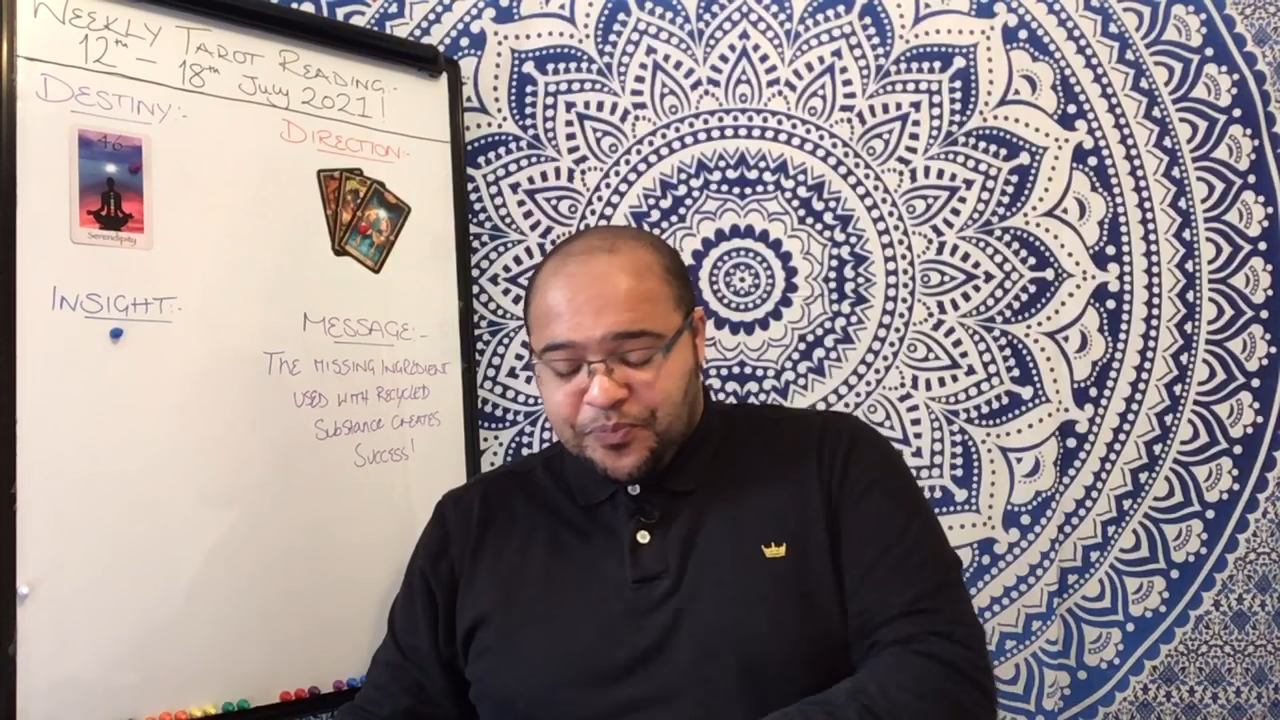 WEEKLY TAROT READING:-
12th - 18th July 2021!
DESTINY:-
46
Serendipity
DIRECTION:-
INSIGHT:-
MESSAGE:-
THE MISSING INGREDIENT
USED WITH RECYCLED
SUBSTANCE CREATES
SUCCESS!